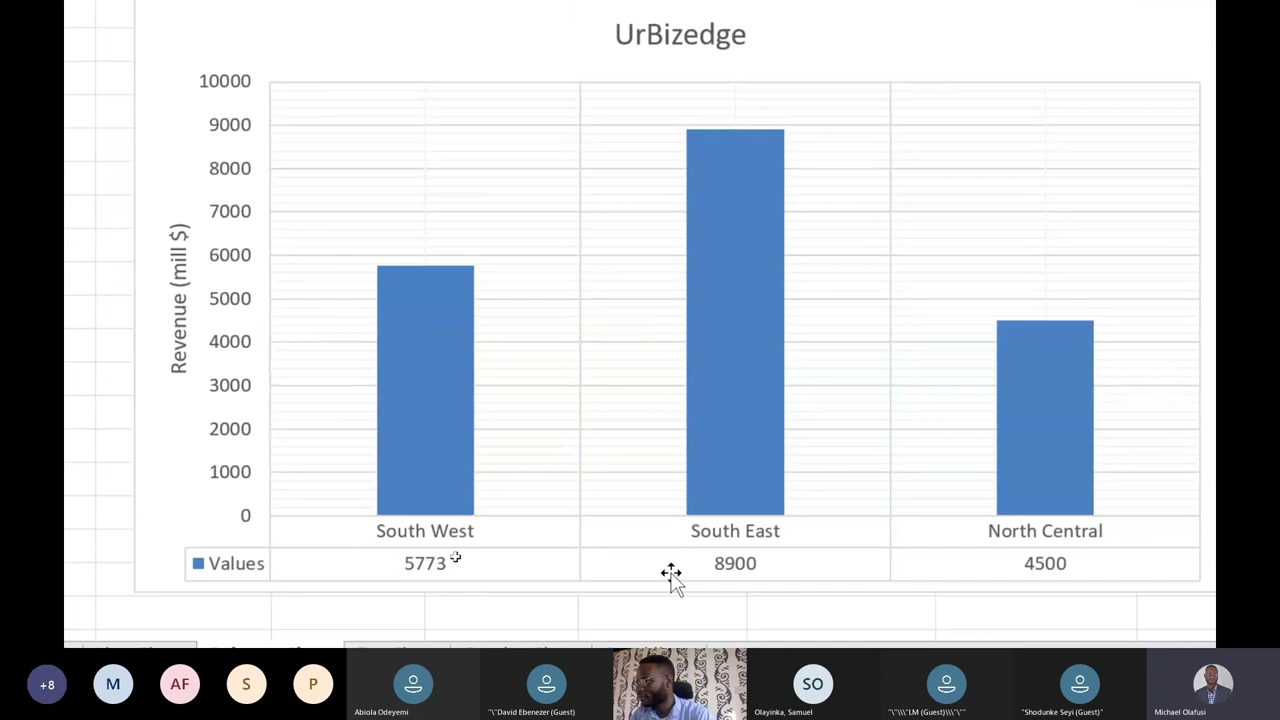 UrBizedge
10000
9000
8000
7000
6000
5000
4000
3000
2000
1000
0
Revenue (mill $)
South West South East North Central
Values 5773 8900 4500
+8 M AF S P SO
Abiola Odeyemi "\"David Ebenezer (Guest) Olayinka, Samuel "\"\\\"LM (Guest)\\\"\"" "Shodunke Seyi (Guest)" Michael Olafusi